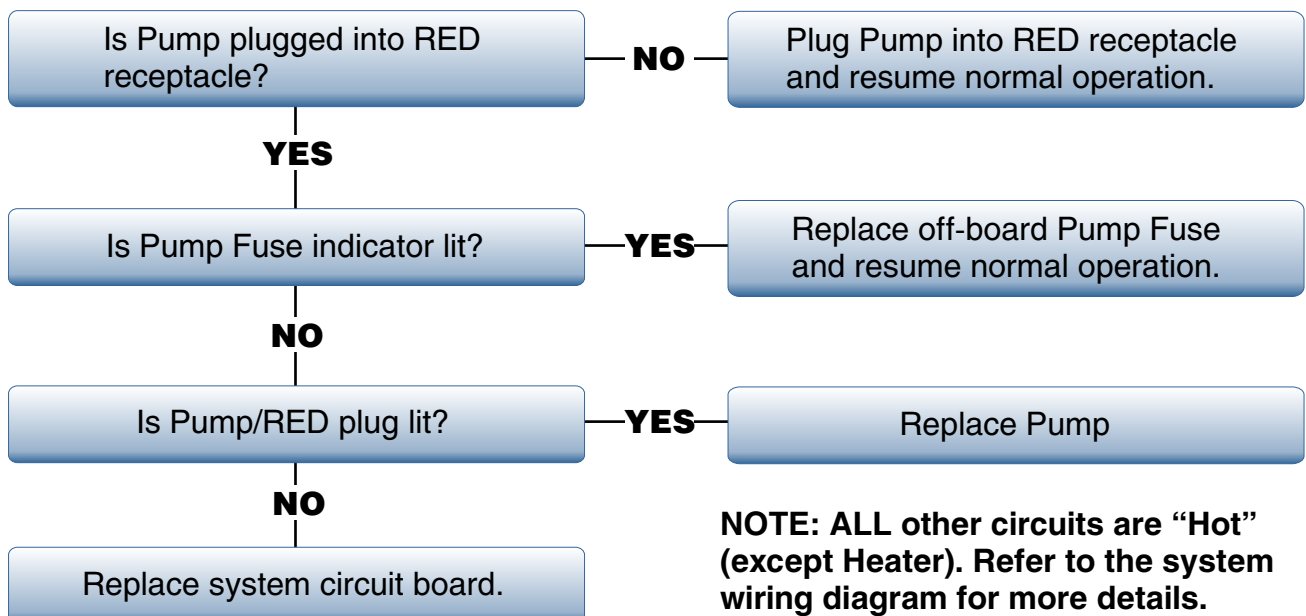 Is Pump plugged into RED
receptacle?
NO
Plug Pump into RED receptacle
and resume normal operation.
YES
Is Pump Fuse indicator lit?
YES
Replace off-board Pump Fuse
and resume normal operation.
NO
Is Pump/RED plug lit?
YES
Replace Pump
NO
Replace system circuit board.
NOTE: ALL other circuits are “Hot”
(except Heater). Refer to the system
wiring diagram for more details.